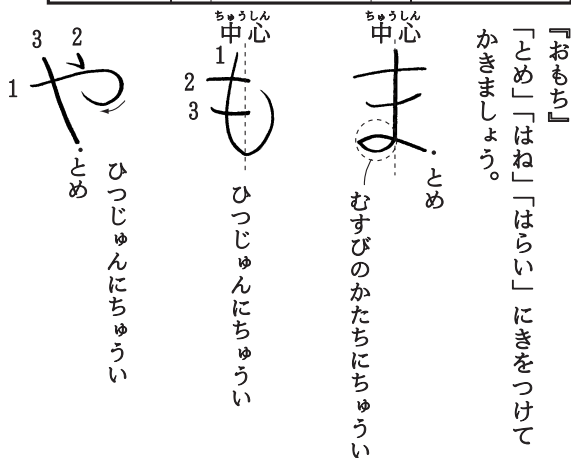 『おもち』
「とめ」「はね」「はらい」にきをつけて
かきましょう。
ちゅうしん
中心
ま
とめ
むすびのかたちにちゅうい
ちゅうしん
中心
も
1
2
3
ひつじゅんにちゅうい
や
1
2
3
とめ
ひつじゅんにちゅうい